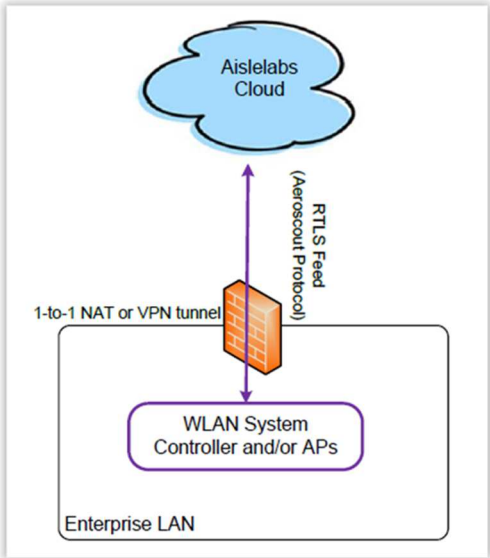 Aislelabs
Cloud
RTLS Feed
(Aeroscout Protocol)
1-to-1 NAT or VPN tunnel
WLAN System
Controller and/or APs
Enterprise LAN